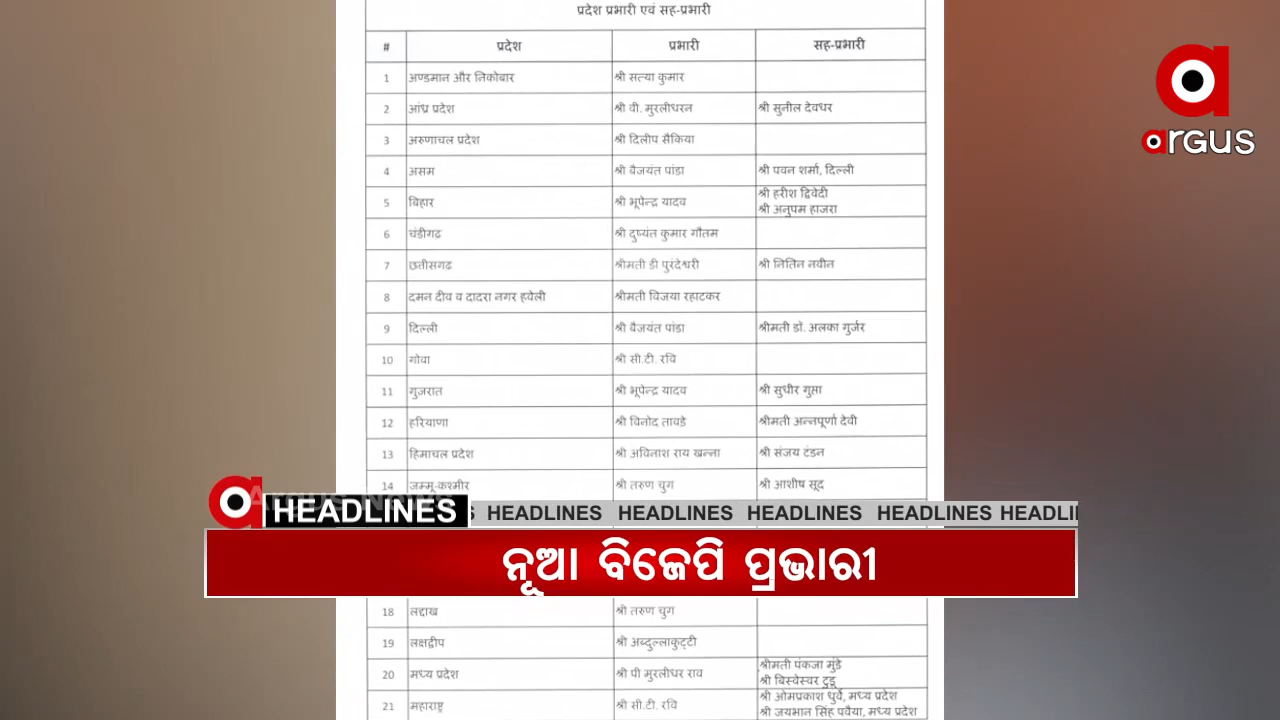 प्रदेश प्रभारी एवं सह-प्रभारी
# प्रदेश प्रभारी सह-प्रभारी
1 अण्डमान और निकोबार श्री सत्या कुमार
2 आंध्र प्रदेश श्री वी. मुरलीधरन श्री सुनील देवधर
3 अरुणाचल प्रदेश श्री दिलीप सैकिया
4 असम श्री बैजयंत पांडा श्री पवन शर्मा, दिल्ली
5 बिहार श्री भूपेन्द्र यादव श्री हरीश द्विवेदी
श्री अनुपम हाजरा
6 चंडीगढ श्री दुष्यंत कुमार गौतम
7 छतीसगढ श्रीमती डी पुरंदेश्वरी श्री नितिन नवीन
8 दमन दीव व दादरा नगर हवेली श्रीमती विजया रहाटकर
9 दिल्ली श्री बैजयंत पांडा श्रीमती डॉ. अलका गुर्जर
10 गोवा श्री सी.टी. रवि
11 गुजरात श्री भूपेन्द्र यादव श्री सुधीर गुप्ता
12 हरियाणा श्री विनोद तावडे श्रीमती अन्नपूर्णा देवी
13 हिमाचल प्रदेश श्री अविनाश राय खन्ना श्री संजय टंडन
14 जम्मू-कश्मीर श्री तरुण चुग श्री आशीष सूद
argus
Argus News
HEADLINES HEADLINES HEADLINES HEADLINES HEADLINES HEADLI
ନୂଆ ବିଜେପି ପ୍ରଭାରୀ
18 लद्दाख श्री तरुण चुग
19 लक्षद्वीप श्री अब्दुल्लाकुट्टी
20 मध्य प्रदेश श्री पी मुरलीधर राव श्रीमती पंकजा मुंडे
श्री बिस्वेस्वर टुडू
21 महाराष्ट्र श्री सी.टी. रवि श्री ओमप्रकाश धुर्वे, मध्य प्रदेश
श्री जयभान सिंह पवैया, मध्य प्रदेश